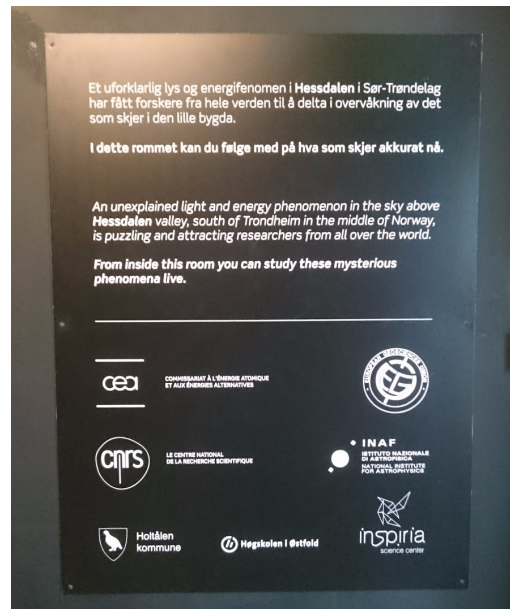 Et uforklarlig lys og energifenomen i Hessdalen i Sør-Trøndelag
har fått forskere fra hele verden til å delta i overvåkning av det
som skjer i den lille bygda.
I dette rommet kan du følge med på hva som skjer akkurat nå.
An unexplained light and energy phenomenon in the sky above
Hessdalen valley, south of Trondheim in the middle of Norway,
is puzzling and attracting researchers from all over the world.
From inside this room you can study these mysterious
phenomena live.
cea
COMMISSARIAT À L'ÉNERGIE ATOMIQUE
ET AUX ÉNERGIES ALTERNATIVES
cnrs
LE CENTRE NATIONAL
DE LA RECHERCHE SCIENTIFIQUE
INAF
ISTITUTO NAZIONALE
DI ASTROFISICA
NATIONAL INSTITUTE
FOR ASTROPHYSICS
Holtålen
kommune
Høgskolen i Østfold
inspiria
science center